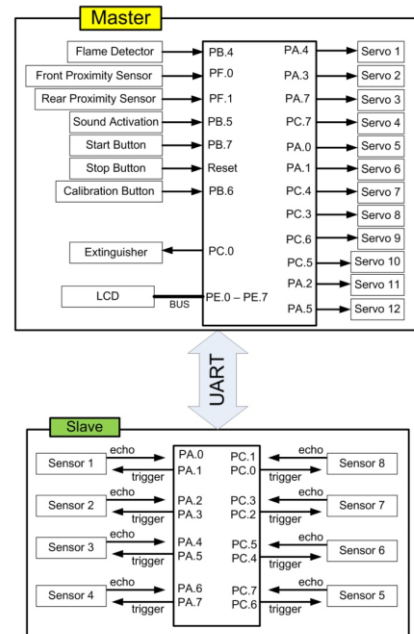 Master
Flame Detector PB.4 PA.4 Servo 1
Front Proximity Sensor PF.0 PA.3 Servo 2
Rear Proximity Sensor PF.1 PA.7 Servo 3
Sound Activation PB.5 PC.7 Servo 4
Start Button PB.7 PA.0 Servo 5
Stop Button Reset PA.1 Servo 6
Calibration Button PB.6 PC.4 Servo 7
PC.3 Servo 8
Extinguisher PC.0 PC.6 Servo 9
PC.5 Servo 10
LCD BUS PE.0 – PE.7 PA.2 Servo 11
PA.5 Servo 12
UART
Slave
echo PA.0 PC.1 echo
Sensor 1 PA.1 PC.0 Sensor 8
trigger trigger
echo PA.2 PC.3 echo
Sensor 2 PA.3 PC.2 Sensor 7
trigger trigger
echo PA.4 PC.5 echo
Sensor 3 PA.5 PC.4 Sensor 6
trigger trigger
echo PA.6 PC.7 echo
Sensor 4 PA.7 PC.6 Sensor 5
trigger trigger